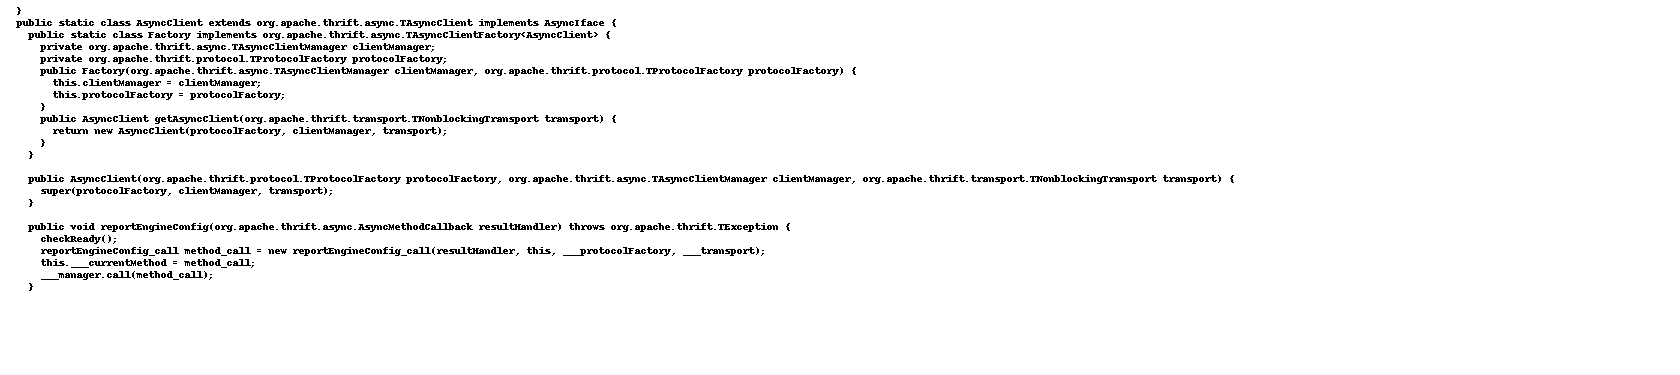 }
public static class AsyncClient extends org.apache.thrift.async.TAsyncClient implements AsyncIface {
public static class Factory implements org.apache.thrift.async.TAsyncClientFactory<AsyncClient> {
private org.apache.thrift.async.TAsyncClientManager clientManager;
private org.apache.thrift.protocol.TProtocolFactory protocolFactory;
public Factory(org.apache.thrift.async.TAsyncClientManager clientManager, org.apache.thrift.protocol.TProtocolFactory protocolFactory) {
this.clientManager = clientManager;
this.protocolFactory = protocolFactory;
}
public AsyncClient getAsyncClient(org.apache.thrift.transport.TNonblockingTransport transport) {
return new AsyncClient(protocolFactory, clientManager, transport);
}
}
public AsyncClient(org.apache.thrift.protocol.TProtocolFactory protocolFactory, org.apache.thrift.async.TAsyncClientManager clientManager, org.apache.thrift.transport.TNonblockingTransport transport) {
super(protocolFactory, clientManager, transport);
}
public void reportEngineConfig(org.apache.thrift.async.AsyncMethodCallback resultHandler) throws org.apache.thrift.TException {
checkReady();
reportEngineConfig_call method_call = new reportEngineConfig_call(resultHandler, this, ___protocolFactory, ___transport);
this.___currentMethod = method_call;
___manager.call(method_call);
}